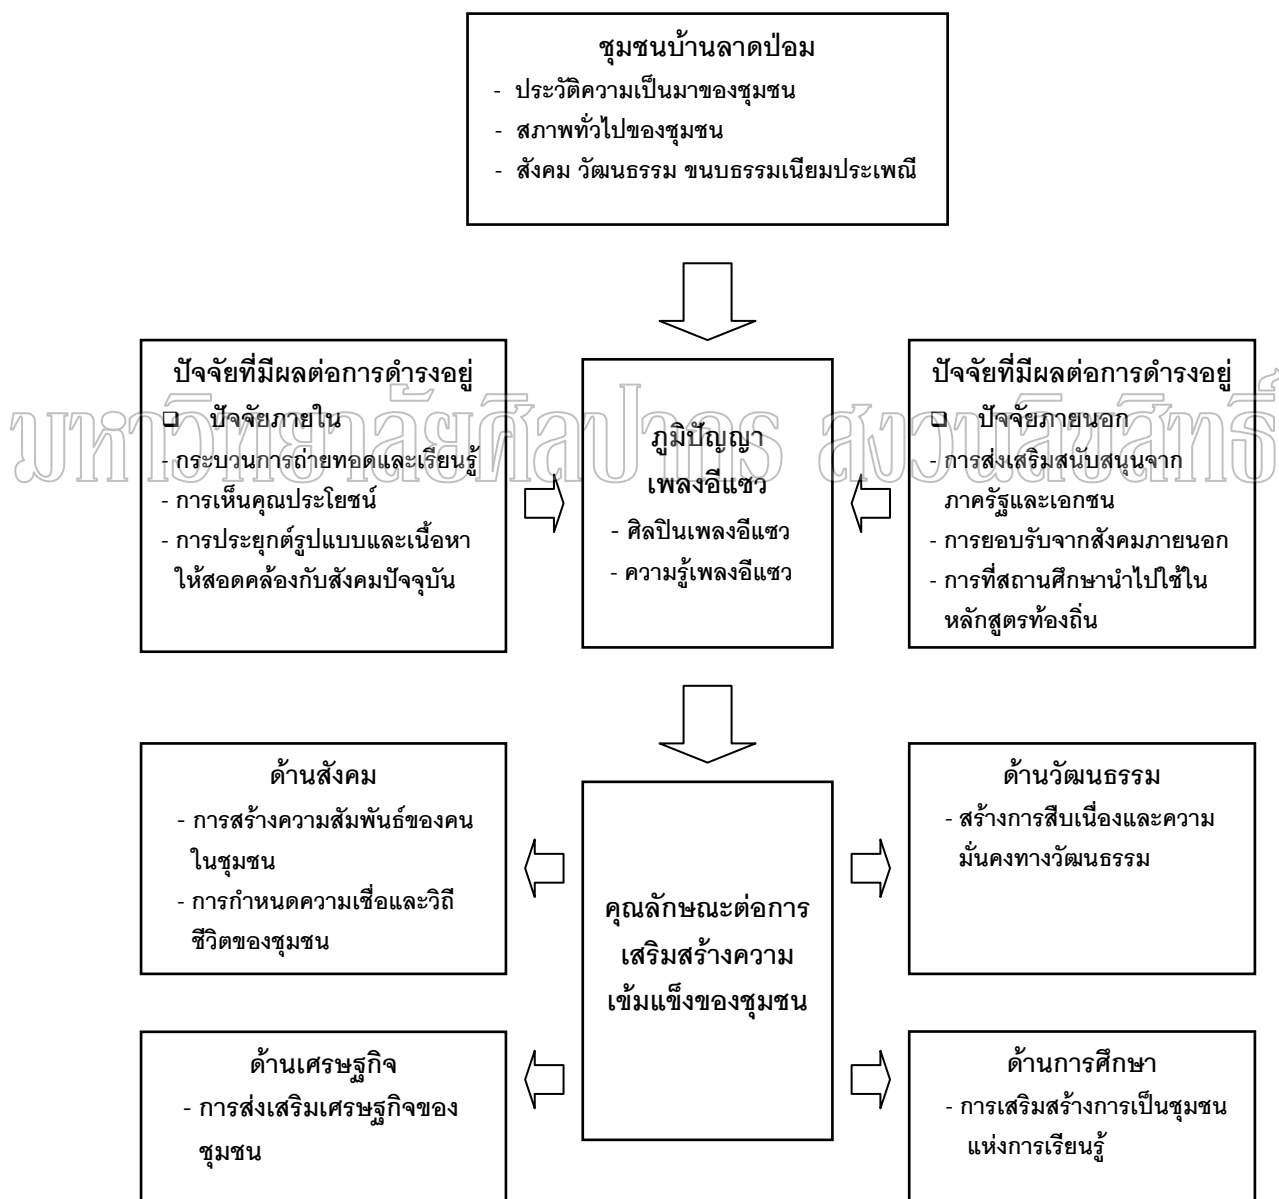 ชุมชนบ้านลาดป่อม
- ประวัติความเป็นมาของชุมชน
- สภาพทั่วไปของชุมชน
- สังคม วัฒนธรรม ขนบธรรมเนียมประเพณี
ปัจจัยที่มีผลต่อการดำรงอยู่
❑ ปัจจัยภายใน
- กระบวนการถ่ายทอดและเรียนรู้
- การเห็นคุณประโยชน์
- การประยุกต์รูปแบบและเนื้อหา
ให้สอดคล้องกับสังคมปัจจุบัน
ภูมิปัญญา
เพลงอีแซว
- ศิลปินเพลงอีแซว
- ความรู้เพลงอีแซว
ปัจจัยที่มีผลต่อการดำรงอยู่
❑ ปัจจัยภายนอก
- การส่งเสริมสนับสนุนจาก
ภาครัฐและเอกชน
- การยอบรับจากสังคมภายนอก
- การที่สถานศึกษานำไปใช้ใน
หลักสูตรท้องถิ่น
มหาวิทยาลัยศิลปากร สงวนลิขสิทธิ์
ด้านสังคม
- การสร้างความสัมพันธ์ของคน
ในชุมชน
- การกำหนดความเชื่อและวิถี
ชีวิตของชุมชน
คุณลักษณะต่อการ
เสริมสร้างความ
เข้มแข็งของชุมชน
ด้านวัฒนธรรม
- สร้างการสืบเนื่องและความ
มั่นคงทางวัฒนธรรม
ด้านเศรษฐกิจ
- การส่งเสริมเศรษฐกิจของ
ชุมชน
ด้านการศึกษา
- การเสริมสร้างการเป็นชุมชน
แห่งการเรียนรู้